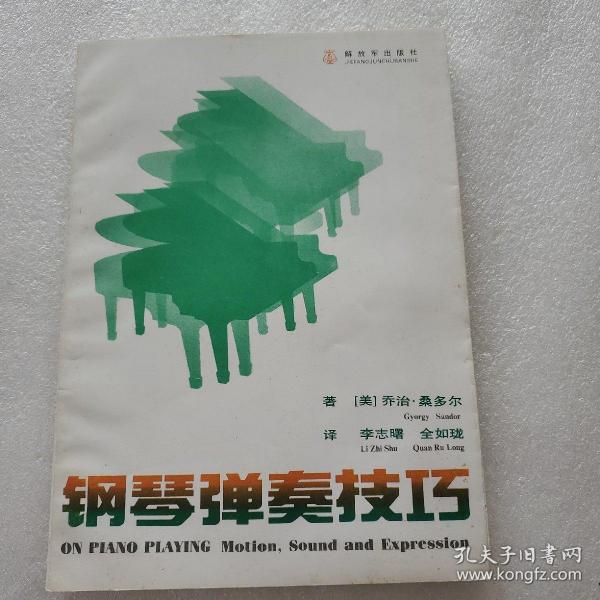 解放军出版社
JIEFANGJUNCHUBANSHE
著 [美] 乔治·桑多尔
Gyorgy Sandor
译 李志曙 全如珑
Li Zhi Shu Quan Ru Long
钢琴弹奏技巧
ON PIANO PLAYING Motion, Sound and Expression
孔夫子旧书网
www.kongfz.com